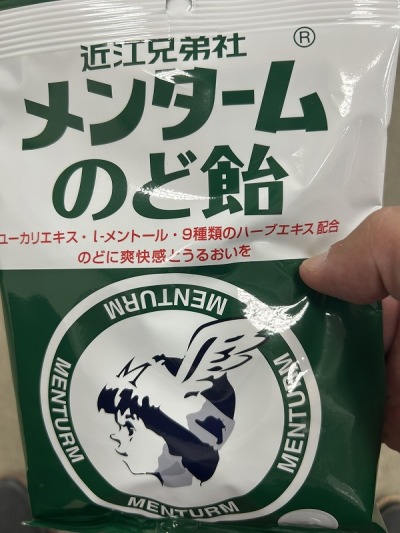 近江兄弟社
®
メンターム
のど飴
ユーカリエキス・l-メントール・9種類のハーブエキス配合
のどに爽快感とうるおいを
MENTURM
MENTURM
MENTURM
MENTURM